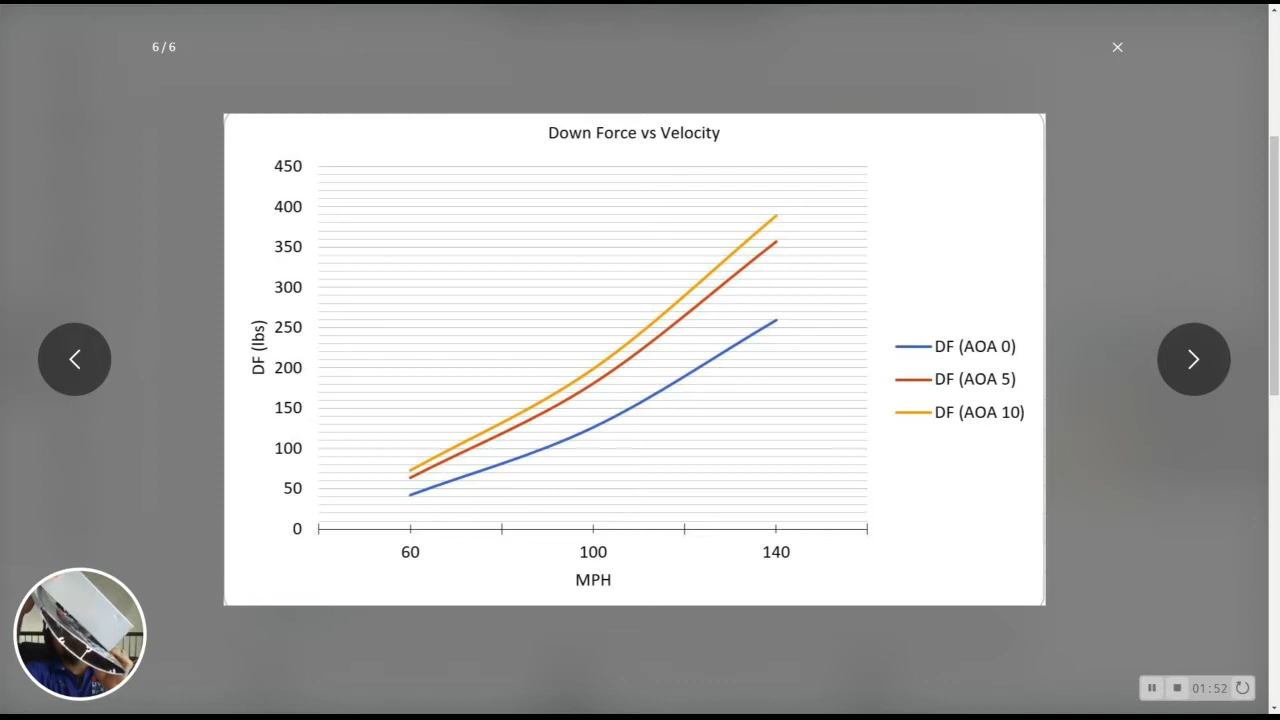 6 / 6
Down Force vs Velocity
450
400
350
300
250
200
150
100
50
0
DF (lbs)
60 100 140
MPH
DF (AOA 0)
DF (AOA 5)
DF (AOA 10)
01:52